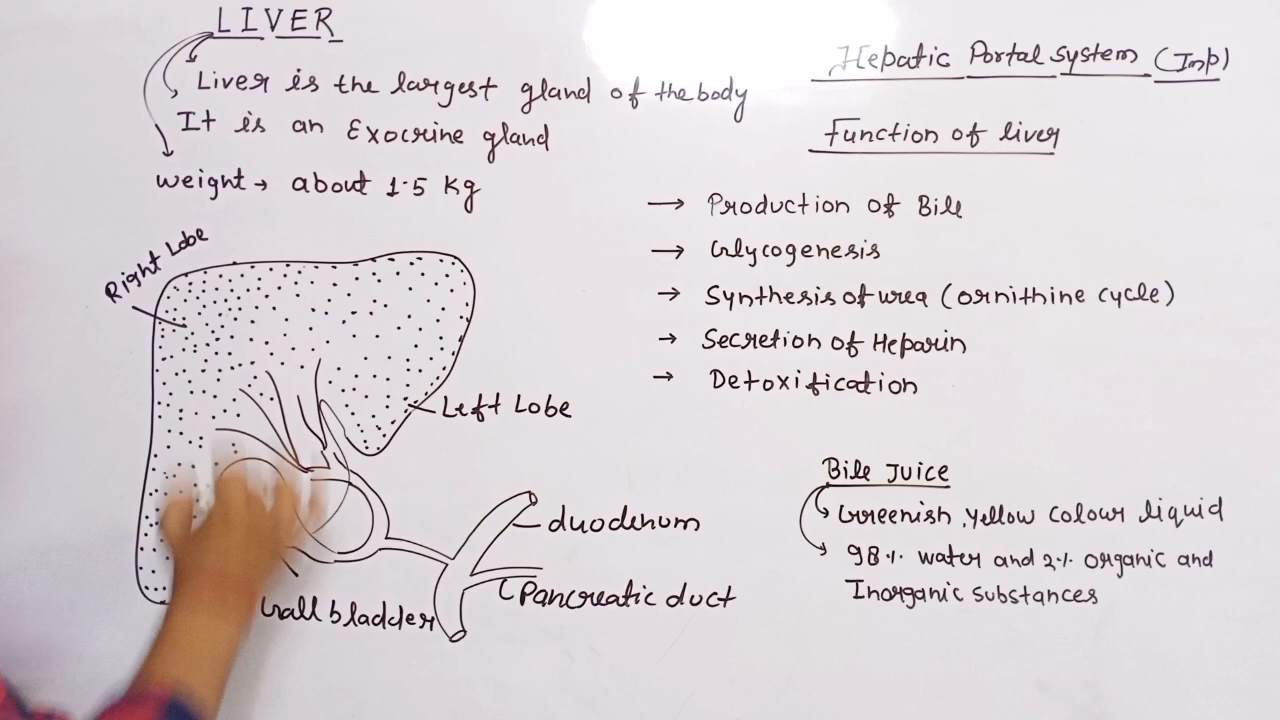 LIVER
Liver is the largest gland of the body
It is an Exocrine gland
weight → about 1.5 Kg
Right Lobe
Left Lobe
duodenum
Pancreatic duct
Gall bladder
Hepatic Portal system (Imp)
Function of liver
→ Production of Bile
→ Glycogenesis
→ Synthesis of urea (ornithine cycle)
→ Secretion of Heparin
→ Detoxification
Bile Juice
Greenish, Yellow colour liquid
98% water and 2% organic and
Inorganic substances